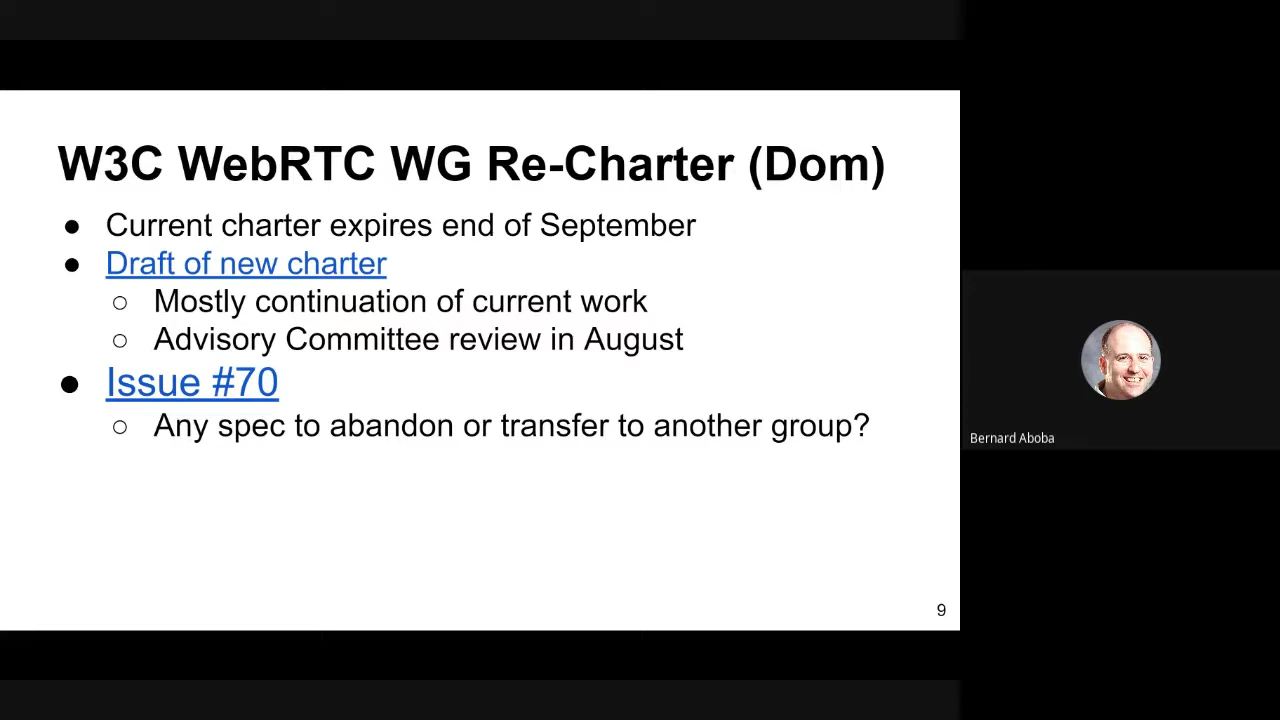 W3C WebRTC WG Re-Charter (Dom)
● Current charter expires end of September
● Draft of new charter
○ Mostly continuation of current work
○ Advisory Committee review in August
● Issue #70
○ Any spec to abandon or transfer to another group?
9
Bernard Aboba